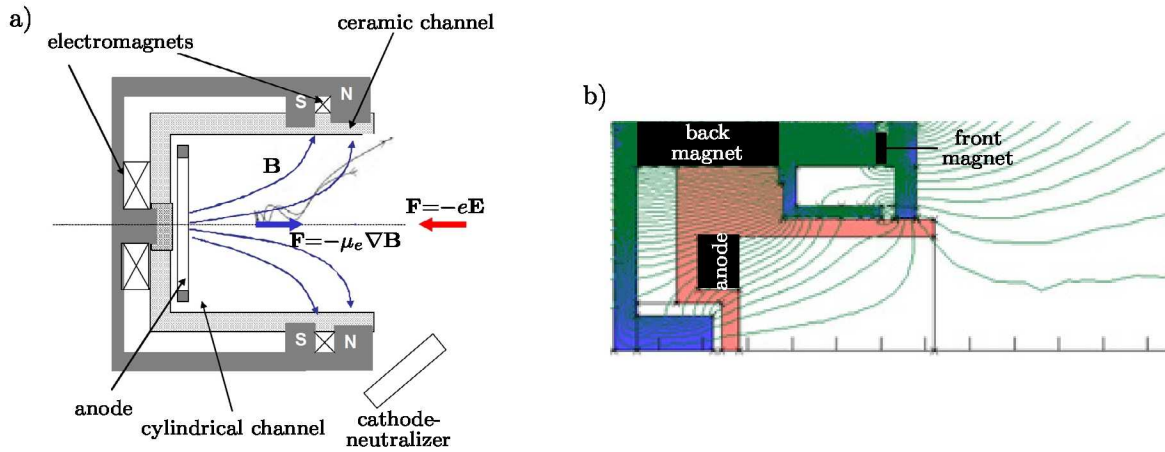 a)
electromagnets
ceramic channel
S
N
B
F=-eE
F=-μₑ∇B
S
N
anode
cylindrical channel
cathode-
neutralizer
b)
back
magnet
front
magnet
anode